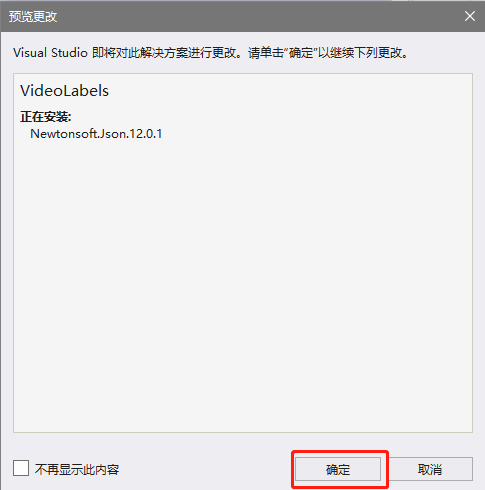 预览更改
Visual Studio 即将对此解决方案进行更改。请单击“确定”以继续下列更改。
VideoLabels
正在安装:
Newtonsoft.Json.12.0.1
不再显示此内容
确定
取消